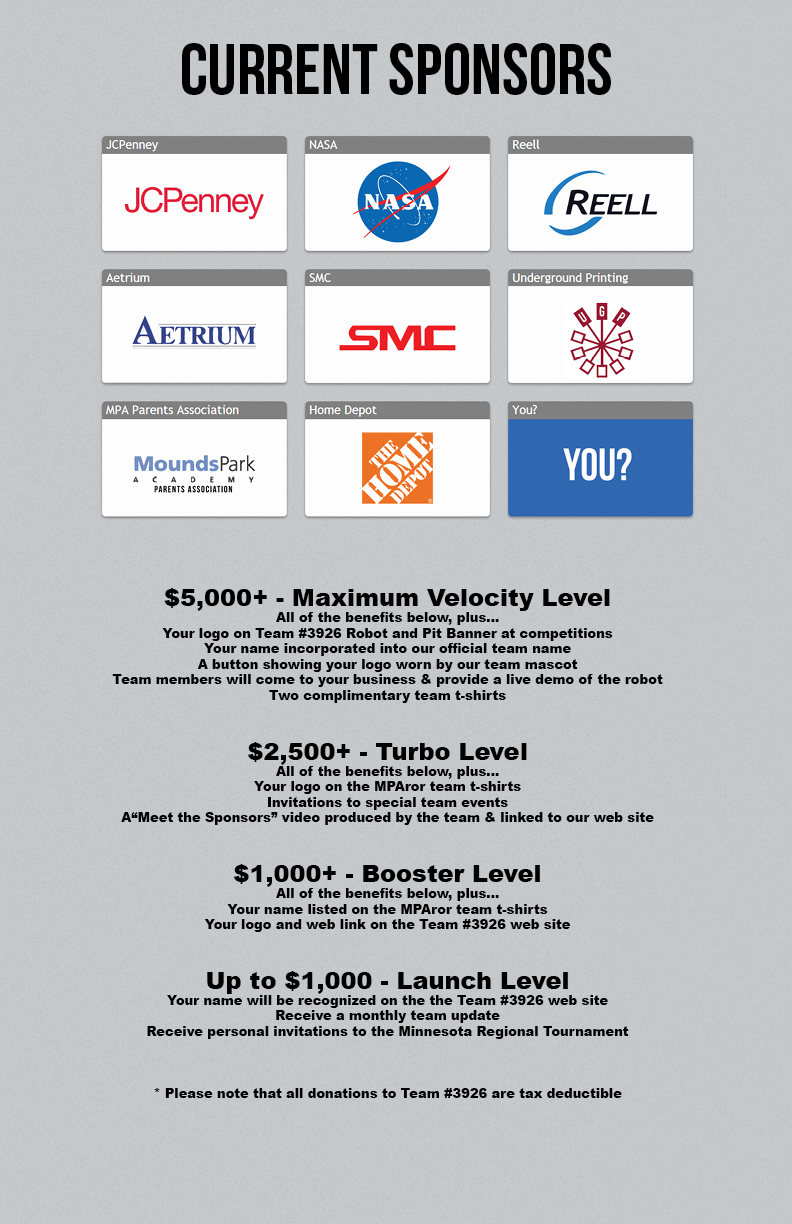 CURRENT SPONSORS
JCPenney
NASA
Reell
JCPenney
NASA
REELL
Aetrium
SMC
Underground Printing
AETRIUM
SMC
UGP
MPA Parents Association
Home Depot
You?
MoundsPark
ACADEMY
PARENTS ASSOCIATION
THE
HOME
DEPOT
YOU?
$5,000+ - Maximum Velocity Level
All of the benefits below, plus...
Your logo on Team #3926 Robot and Pit Banner at competitions
Your name incorporated into our official team name
A button showing your logo worn by our team mascot
Team members will come to your business & provide a live demo of the robot
Two complimentary team t-shirts
$2,500+ - Turbo Level
All of the benefits below, plus...
Your logo on the MPAror team t-shirts
Invitations to special team events
A“Meet the Sponsors” video produced by the team & linked to our web site
$1,000+ - Booster Level
All of the benefits below, plus...
Your name listed on the MPAror team t-shirts
Your logo and web link on the Team #3926 web site
Up to $1,000 - Launch Level
Your name will be recognized on the the Team #3926 web site
Receive a monthly team update
Receive personal invitations to the Minnesota Regional Tournament
* Please note that all donations to Team #3926 are tax deductible